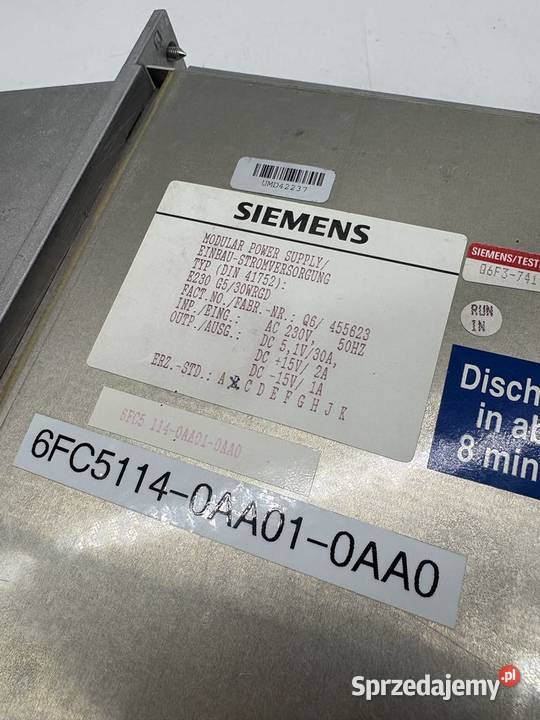 UMD42237
SIEMENS
MODULAR POWER SUPPLY/
EINBAU-STROMVERSORGUNG
TYP (DIN 41752):
E230 G5/30WRGD
FACT.NO./FABR.-NR.: Q6/ 455623
INP./EING.: AC 230V, 50HZ
OUTP./AUSG.: DC 5,1V/30A,
DC +15V/ 2A
DC -15V/ 1A
ERZ.-STD.: A B C D E F G H J K
SIEMENS/TEST
Q6F3-741
RUN
IN
Disch
in ab
8 min
6FC5 114-0AA01-0AA0
6FC5114-0AA01-0AA0
Sprzedajemy.pl